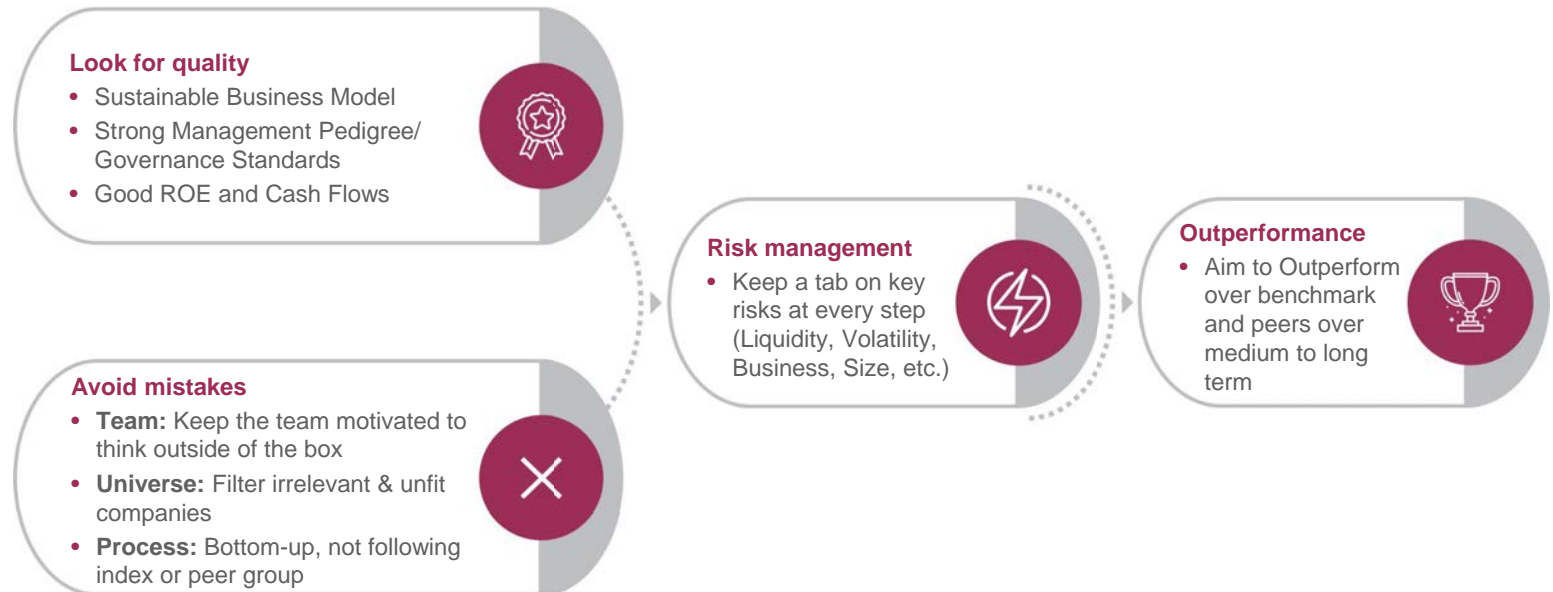 Look for quality
• Sustainable Business Model
• Strong Management Pedigree/
Governance Standards
• Good ROE and Cash Flows
Avoid mistakes
• Team: Keep the team motivated to
think outside of the box
• Universe: Filter irrelevant & unfit
companies
• Process: Bottom-up, not following
index or peer group
Risk management
• Keep a tab on key
risks at every step
(Liquidity, Volatility,
Business, Size, etc.)
Outperformance
• Aim to Outperform
over benchmark
and peers over
medium to long
term